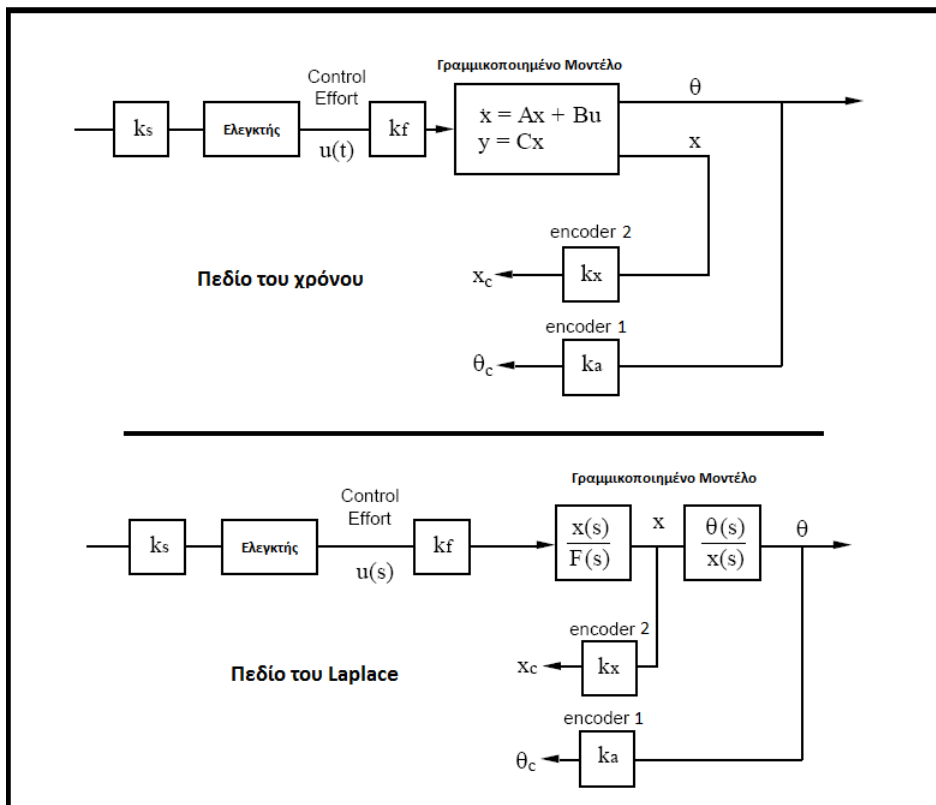 Γραμμικοποιημένο Μοντέλο
Control
Effort
θ
ks
Ελεγκτής
u(t)
kf
ẋ = Ax + Bu
y = Cx
x
encoder 2
xc
kx
Πεδίο του χρόνου
encoder 1
θc
ka
Γραμμικοποιημένο Μοντέλο
Control
Effort
ks
Ελεγκτής
u(s)
kf
x(s)
F(s)
x
θ(s)
x(s)
θ
encoder 2
xc
kx
Πεδίο του Laplace
encoder 1
θc
ka